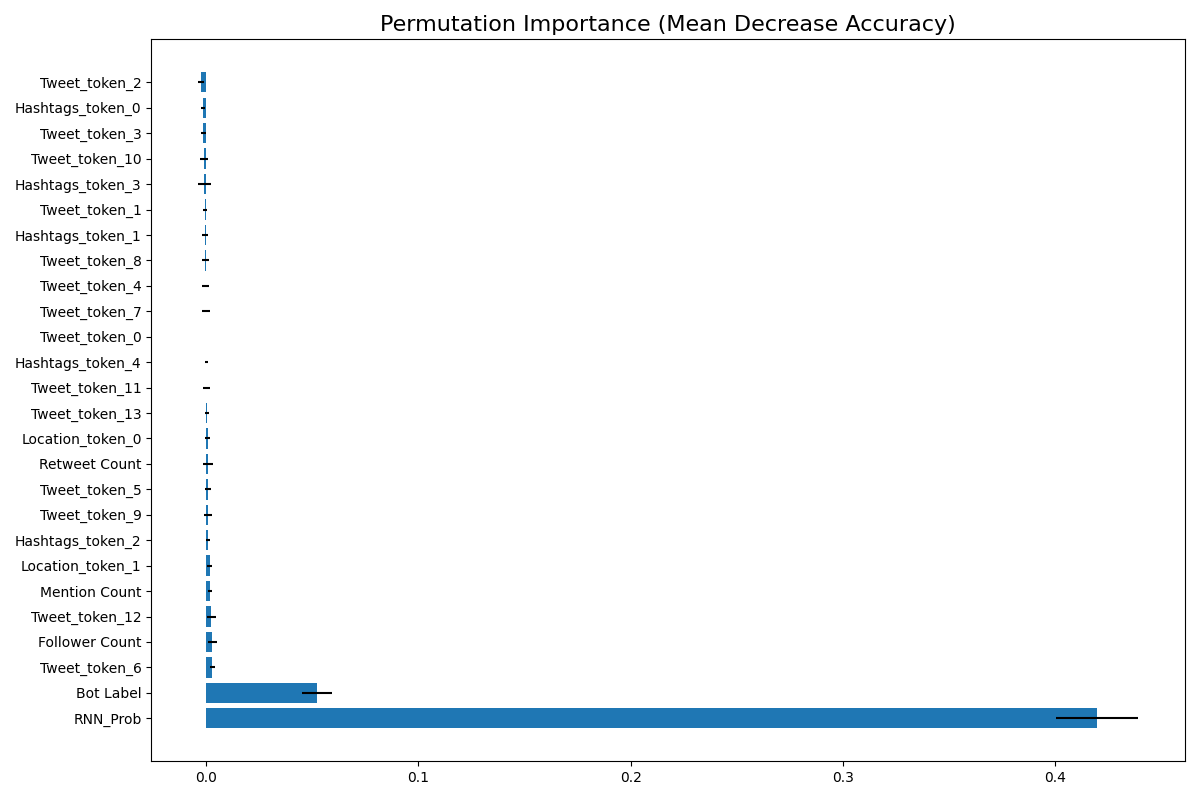 Permutation Importance (Mean Decrease Accuracy)
Tweet_token_2
Hashtags_token_0
Tweet_token_3
Tweet_token_10
Hashtags_token_3
Tweet_token_1
Hashtags_token_1
Tweet_token_8
Tweet_token_4
Tweet_token_7
Tweet_token_0
Hashtags_token_4
Tweet_token_11
Tweet_token_13
Location_token_0
Retweet Count
Tweet_token_5
Tweet_token_9
Hashtags_token_2
Location_token_1
Mention Count
Tweet_token_12
Follower Count
Tweet_token_6
Bot Label
RNN_Prob
0.0 0.1 0.2 0.3 0.4